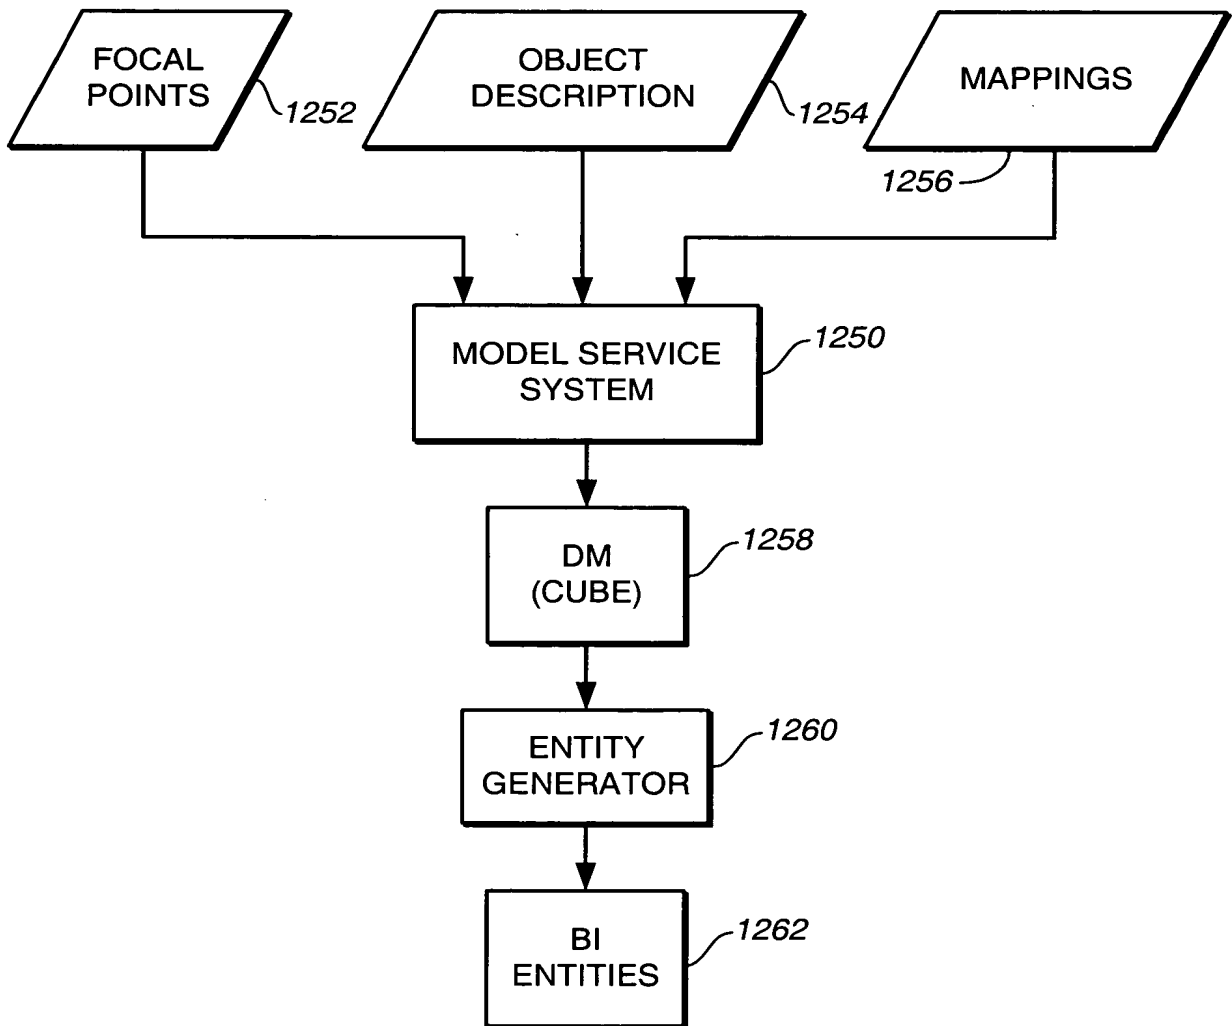 FOCAL
POINTS
1252
OBJECT
DESCRIPTION
1254
MAPPINGS
1256
MODEL SERVICE
SYSTEM
1250
DM
(CUBE)
1258
ENTITY
GENERATOR
1260
BI
ENTITIES
1262